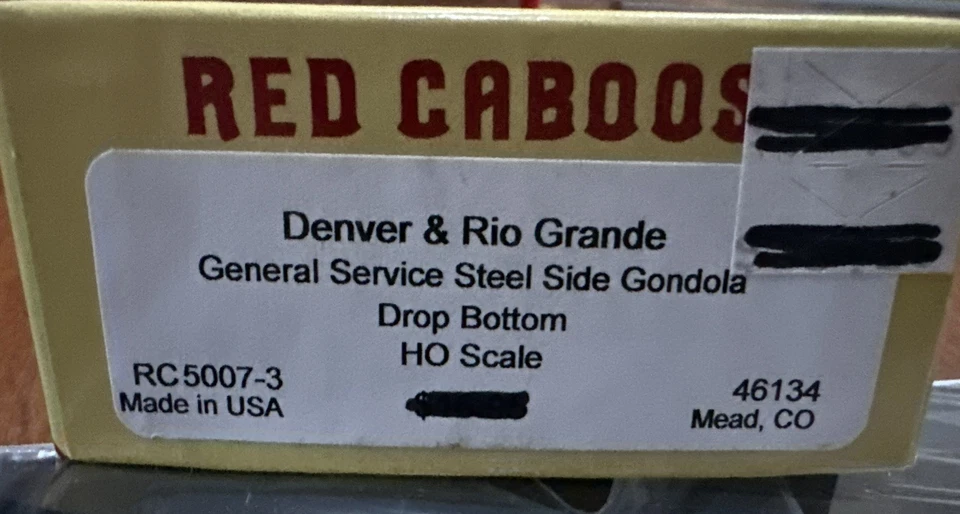 RED CABOOS
Denver & Rio Grande
General Service Steel Side Gondola
Drop Bottom
HO Scale
RC5007-3
Made in USA
46134
Mead, CO